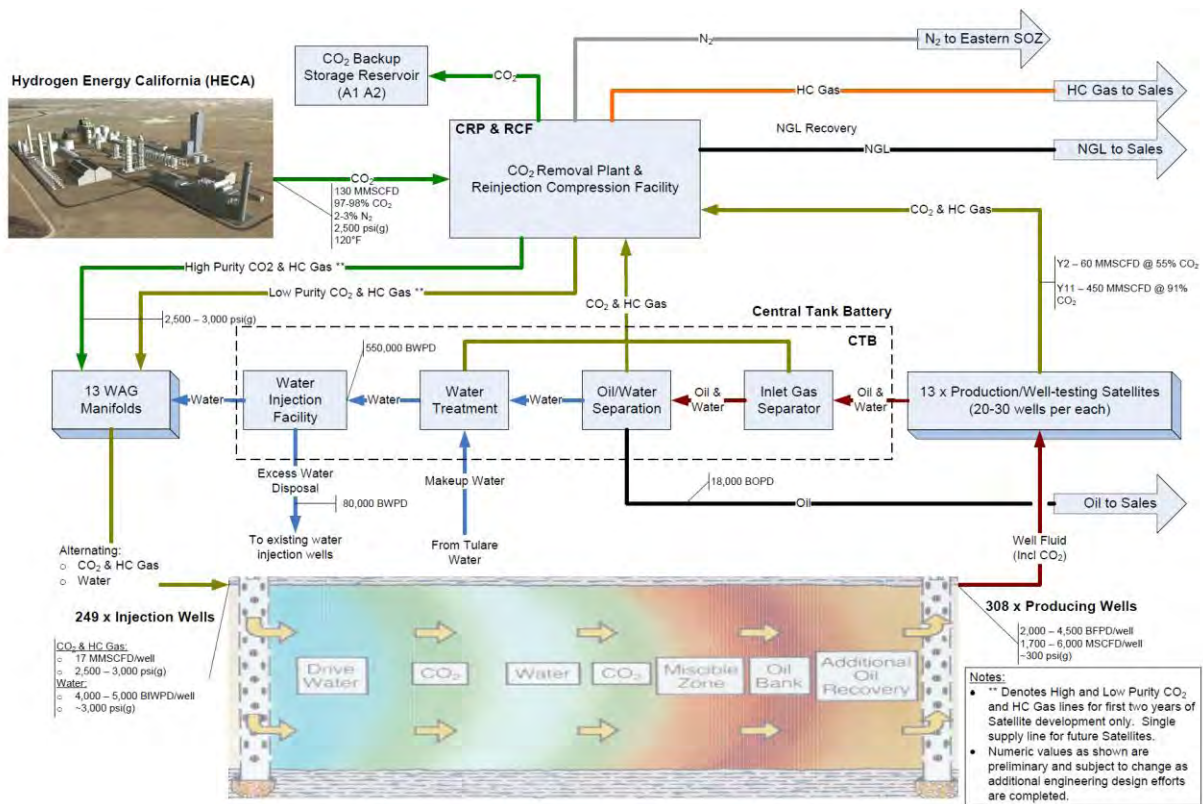 N₂
N₂ to Eastern SOZ
CO₂ Backup
Storage Reservoir
(A1 A2)
CO₂
Hydrogen Energy California (HECA)
HC Gas
HC Gas to Sales
CRP & RCF
CO₂ Removal Plant &
Reinjection Compression Facility
NGL Recovery
NGL
NGL to Sales
CO₂
130 MMSCFD
97-98% CO₂
2-3% N₂
2,500 psi(g)
120°F
CO₂ & HC Gas
High Purity CO2 & HC Gas **
Low Purity CO₂ & HC Gas **
CO₂ & HC Gas
Y2 – 60 MMSCFD @ 55% CO₂
Y11 – 450 MMSCFD @ 91%
CO₂
2,500 – 3,000 psi(g)
Central Tank Battery
CTB
550,000 BWPD
13 WAG
Manifolds
Water
Water
Injection
Facility
Water
Water
Treatment
Water
Oil/Water
Separation
Oil &
Water
Inlet Gas
Separator
Oil &
Water
13 x Production/Well-testing Satellites
(20-30 wells per each)
Excess Water
Disposal
80,000 BWPD
To existing water
injection wells
Makeup Water
From Tulare
Water
18,000 BOPD
Oil
Oil to Sales
Well Fluid
(Incl CO₂)
Alternating:
○ CO₂ & HC Gas
○ Water
249 x Injection Wells
CO₂ & HC Gas:
○ 17 MMSCFD/well
○ 2,500 – 3,000 psi(g)
Water:
○ 4,000 – 5,000 BIWPD/well
○ ~3,000 psi(g)
Drive
Water
CO₂
Water
CO₂
Miscible
Zone
Oil
Bank
Additional
Oil
Recovery
308 x Producing Wells
2,000 – 4,500 BFPD/well
1,700 – 6,000 MSCFD/well
~300 psi(g)
Notes:
• ** Denotes High and Low Purity CO₂
and HC Gas lines for first two years of
Satellite development only. Single
supply line for future Satellites.
• Numeric values as shown are
preliminary and subject to change as
additional engineering design efforts
are completed.